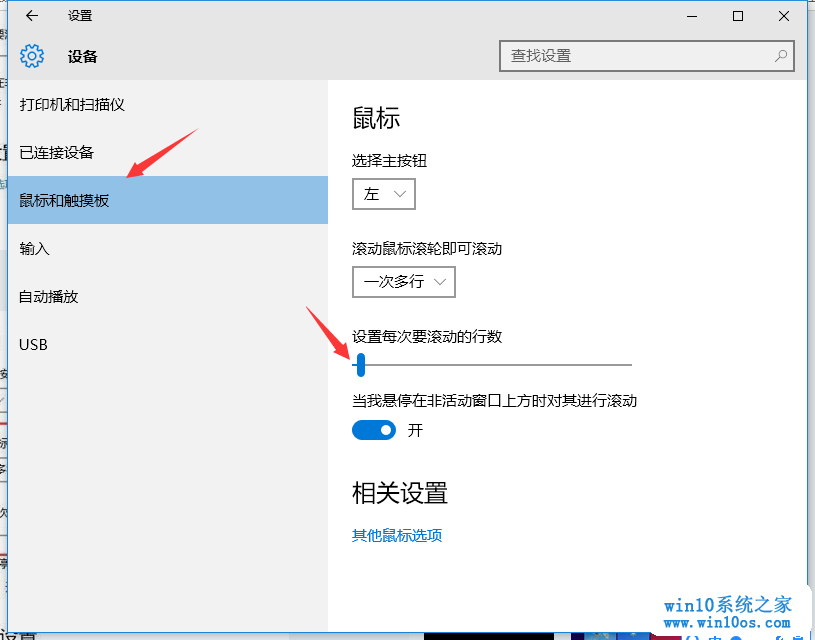 设置
设备
查找设置
打印机和扫描仪
已连接设备
鼠标和触摸板
输入
自动播放
USB
鼠标
选择主按钮
左
滚动鼠标滚轮即可滚动
一次多行
设置每次要滚动的行数
当我悬停在非活动窗口上方时对其进行滚动
开
相关设置
其他鼠标选项
win10系统之家
www.win10os.com